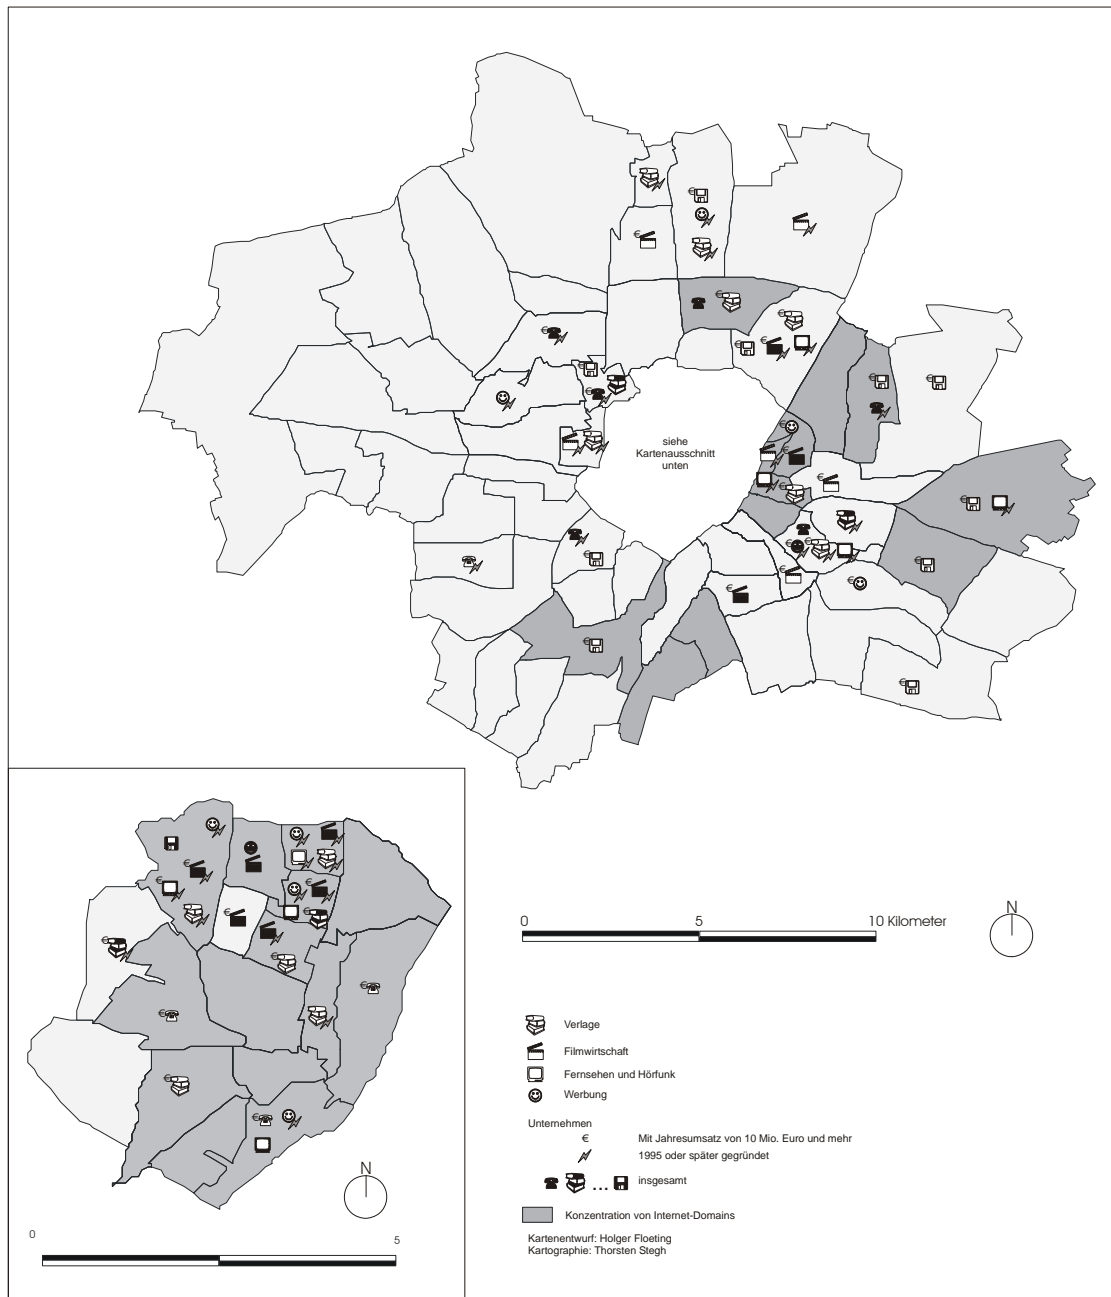 siehe
Kartenausschnitt
unten
0 5 10 Kilometer
N
Verlage
Filmwirtschaft
Fernsehen und Hörfunk
Werbung
Unternehmen
€ Mit Jahresumsatz von 10 Mio. Euro und mehr
1995 oder später gegründet
... insgesamt
Konzentration von Internet-Domains
Kartenentwurf: Holger Floeting
Kartographie: Thorsten Stegh
N
0 5